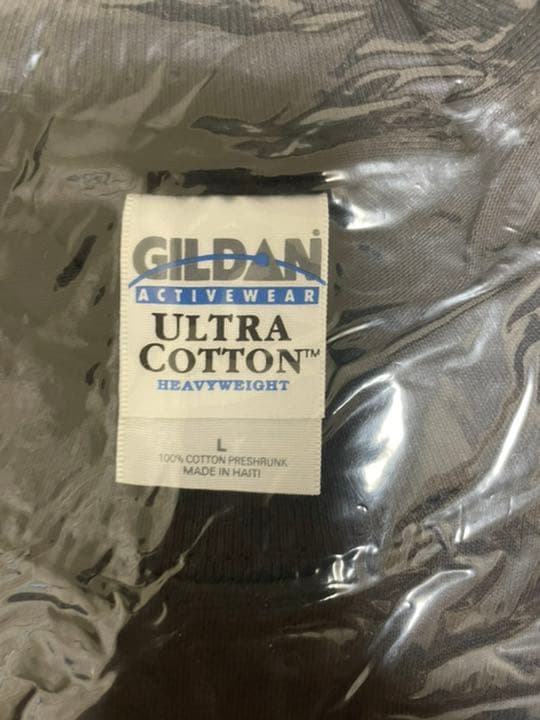 GILDAN®
ACTIVEWEAR
ULTRA
COTTON™
HEAVYWEIGHT
L
100% COTTON PRESHRUNK
MADE IN HAITI